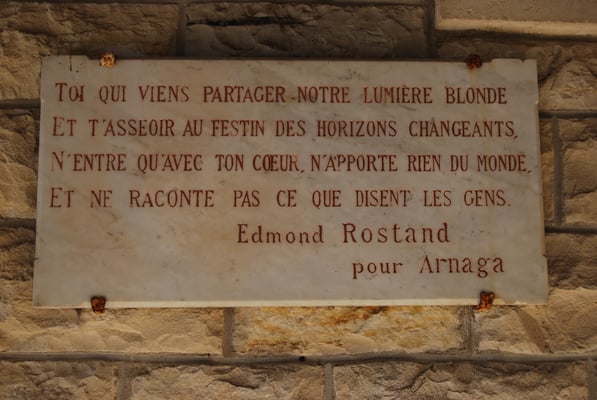 Toi qui viens partager notre lumière blonde
Et t'asseoir au festin des horizons changeants,
N'entre qu'avec ton cœur, n'apporte rien du monde,
Et ne raconte pas ce que disent les gens.
Edmond Rostand
pour Arnaga